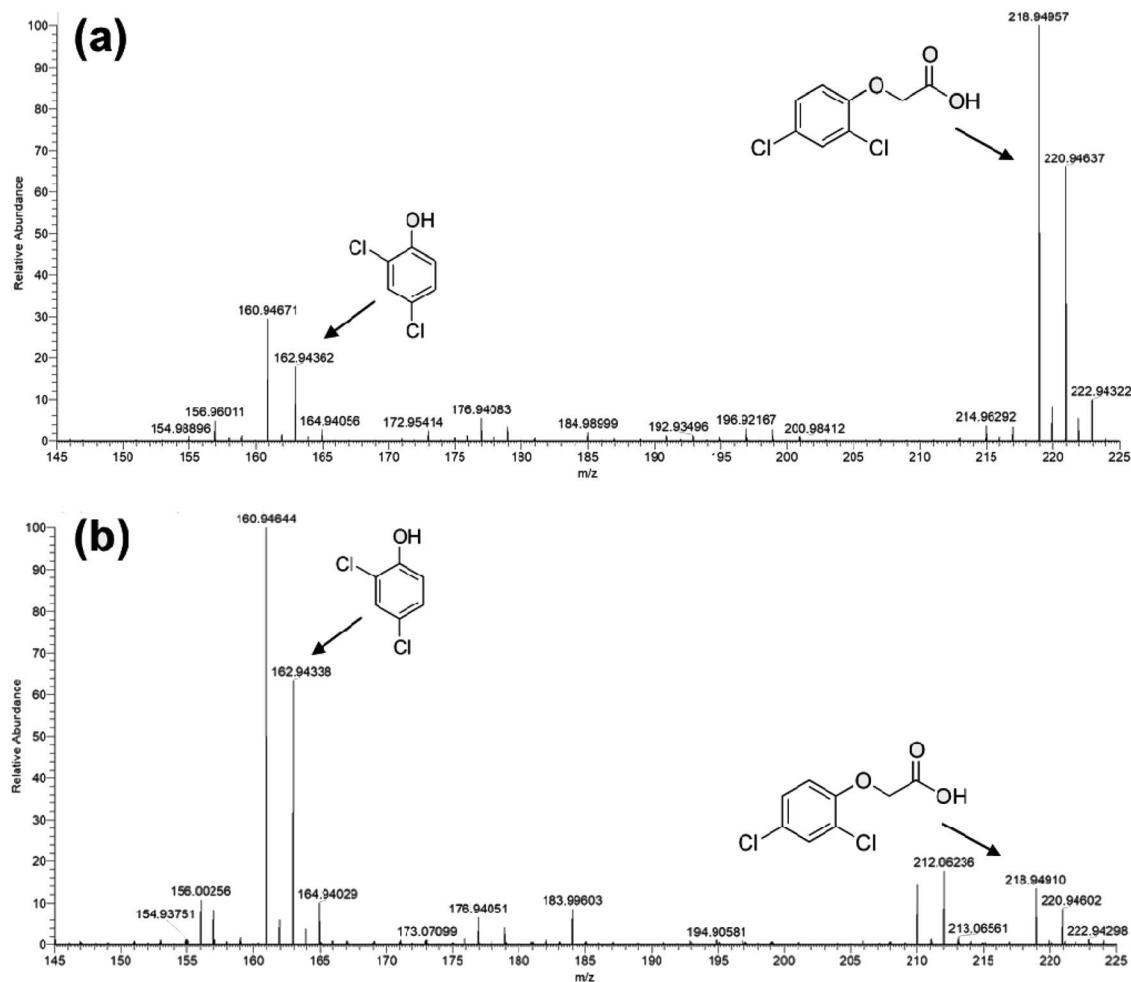 (a)
218.94957
220.94637
222.94322
214.96292
200.98412
196.92167
192.93496
184.98999
176.94083
172.95414
164.94056
162.94362
160.94671
156.96011
154.98896
O
O
OH
Cl
Cl
OH
Cl
Cl
Relative Abundance
100
90
80
70
60
50
40
30
20
10
0
145 150 155 160 165 170 175 180 185 190 195 200 205 210 215 220 225
m/z
(b)
160.94644
162.94338
164.94029
156.00256
154.93751
173.07099
176.94051
183.99603
194.90581
212.06236
213.06561
218.94910
220.94602
222.94298
OH
Cl
Cl
O
O
OH
Cl
Cl
Relative Abundance
100
90
80
70
60
50
40
30
20
10
0
145 150 155 160 165 170 175 180 185 190 195 200 205 210 215 220 225
m/z